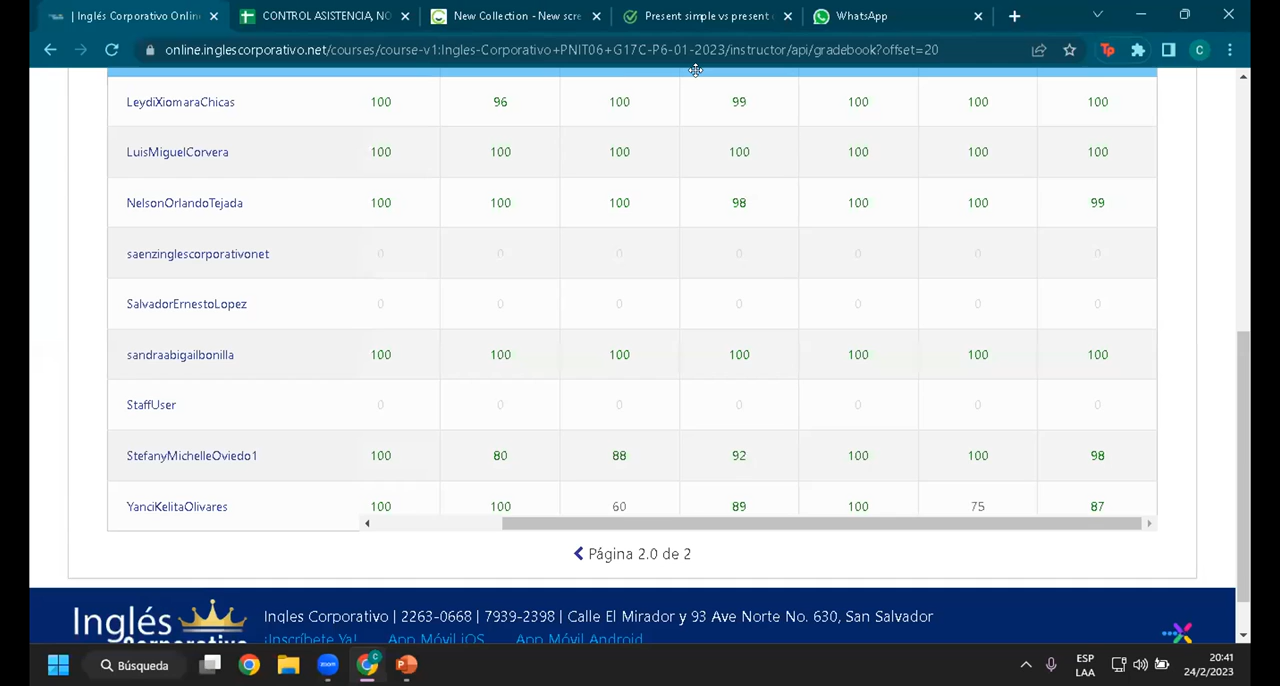 | Inglés Corporativo Onlin
CONTROL ASISTENCIA, NO
New Collection - New scre
Present simple vs present c
WhatsApp
online.inglescorporativo.net/courses/course-v1:Ingles-Corporativo+PNIT06+G17C-P6-01-2023/instructor/api/gradebook?offset=20
Tp
C
LeydiXiomaraChicas 100 96 100 99 100 100 100
LuisMiguelCorvera 100 100 100 100 100 100 100
NelsonOrlandoTejada 100 100 100 98 100 100 99
saenzinglescorporativonet 0 0 0 0 0 0 0
SalvadorErnestoLopez 0 0 0 0 0 0 0
sandraabigailbonilla 100 100 100 100 100 100 100
StaffUser 0 0 0 0 0 0 0
StefanyMichelleOviedo1 100 80 88 92 100 100 98
YanciKelitaOlivares 100 100 60 89 100 75 87
Página 2.0 de 2
Inglés
Corporativo
Ingles Corporativo | 2263-0668 | 7939-2398 | Calle El Mirador y 93 Ave Norte No. 630, San Salvador
¡Inscríbete Ya! App Móvil iOS App Móvil Android
Búsqueda
zoom
C
ESP
LAA
20:41
24/2/2023